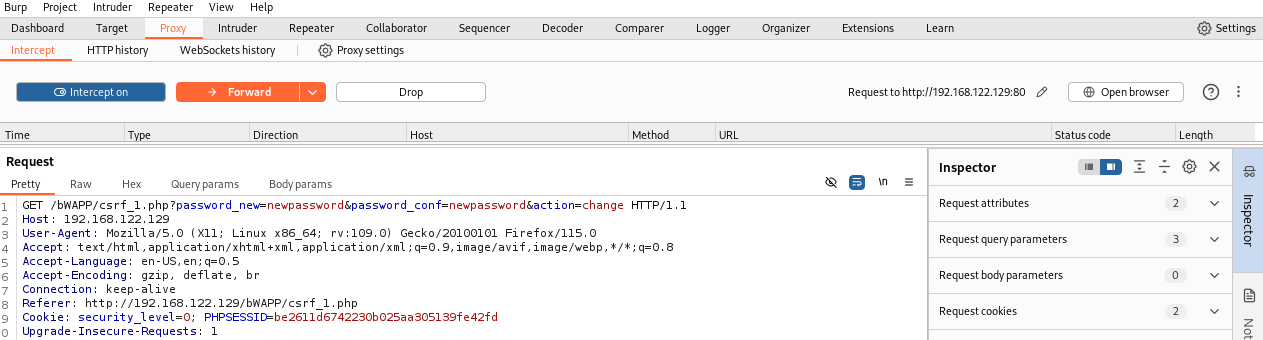 Burp Project Intruder Repeater View Help
Dashboard Target Proxy Intruder Repeater Collaborator Sequencer Decoder Comparer Logger Organizer Extensions Learn Settings
Intercept HTTP history WebSockets history Proxy settings
Intercept on Forward Drop Request to http://192.168.122.129:80 Open browser
Time Type Direction Host Method URL Status code Length
Request
Pretty Raw Hex Query params Body params \n
1 GET /bWAPP/csrf_1.php?password_new=newpassword&password_conf=newpassword&action=change HTTP/1.1
2 Host: 192.168.122.129
3 User-Agent: Mozilla/5.0 (X11; Linux x86_64; rv:109.0) Gecko/20100101 Firefox/115.0
4 Accept: text/html,application/xhtml+xml,application/xml;q=0.9,image/avif,image/webp,*/*;q=0.8
5 Accept-Language: en-US,en;q=0.5
6 Accept-Encoding: gzip, deflate, br
7 Connection: keep-alive
8 Referer: http://192.168.122.129/bWAPP/csrf_1.php
9 Cookie: security_level=0; PHPSESSID=be2611d6742230b025aa305139fe42fd
0 Upgrade-Insecure-Requests: 1
Inspector
Request attributes 2
Request query parameters 3
Request body parameters 0
Request cookies 2
Inspector
Not